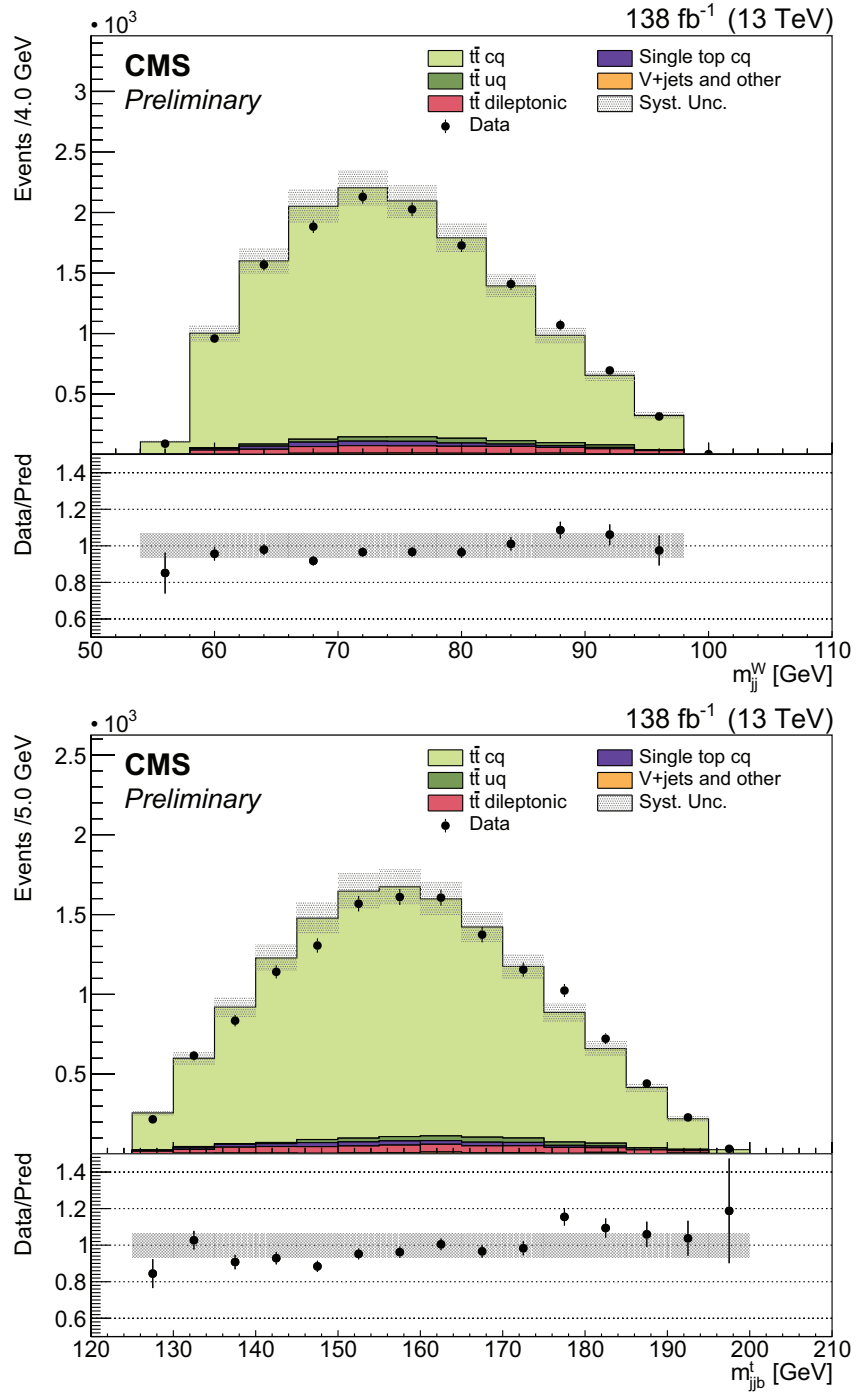 • 10³ 138 fb⁻¹ (13 TeV)
CMS
Preliminary
tt̄ cq Single top cq
tt̄ uq V+jets and other
tt̄ dileptonic Syst. Unc.
Data
Events /4.0 GeV
3
2.5
2
1.5
1
0.5
Data/Pred
1.4
1.2
1
0.8
0.6
50 60 70 80 90 100 110
m_jj^W [GeV]
• 10³ 138 fb⁻¹ (13 TeV)
CMS
Preliminary
tt̄ cq Single top cq
tt̄ uq V+jets and other
tt̄ dileptonic Syst. Unc.
Data
Events /5.0 GeV
2.5
2
1.5
1
0.5
Data/Pred
1.4
1.2
1
0.8
0.6
120 130 140 150 160 170 180 190 200 210
m_jjb^t [GeV]